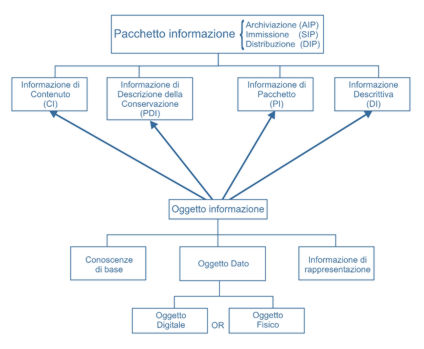 Pacchetto informazione
Archiviazione (AIP)
Immissione (SIP)
Distribuzione (DIP)
Informazione di
Contenuto
(CI)
Informazione di
Descrizione della
Conservazione
(PDI)
Informazione di
Pacchetto
(PI)
Informazione
Descrittiva
(DI)
Oggetto informazione
Conoscenze
di base
Oggetto Dato
Informazione di
rappresentazione
Oggetto
Digitale
OR
Oggetto
Fisico